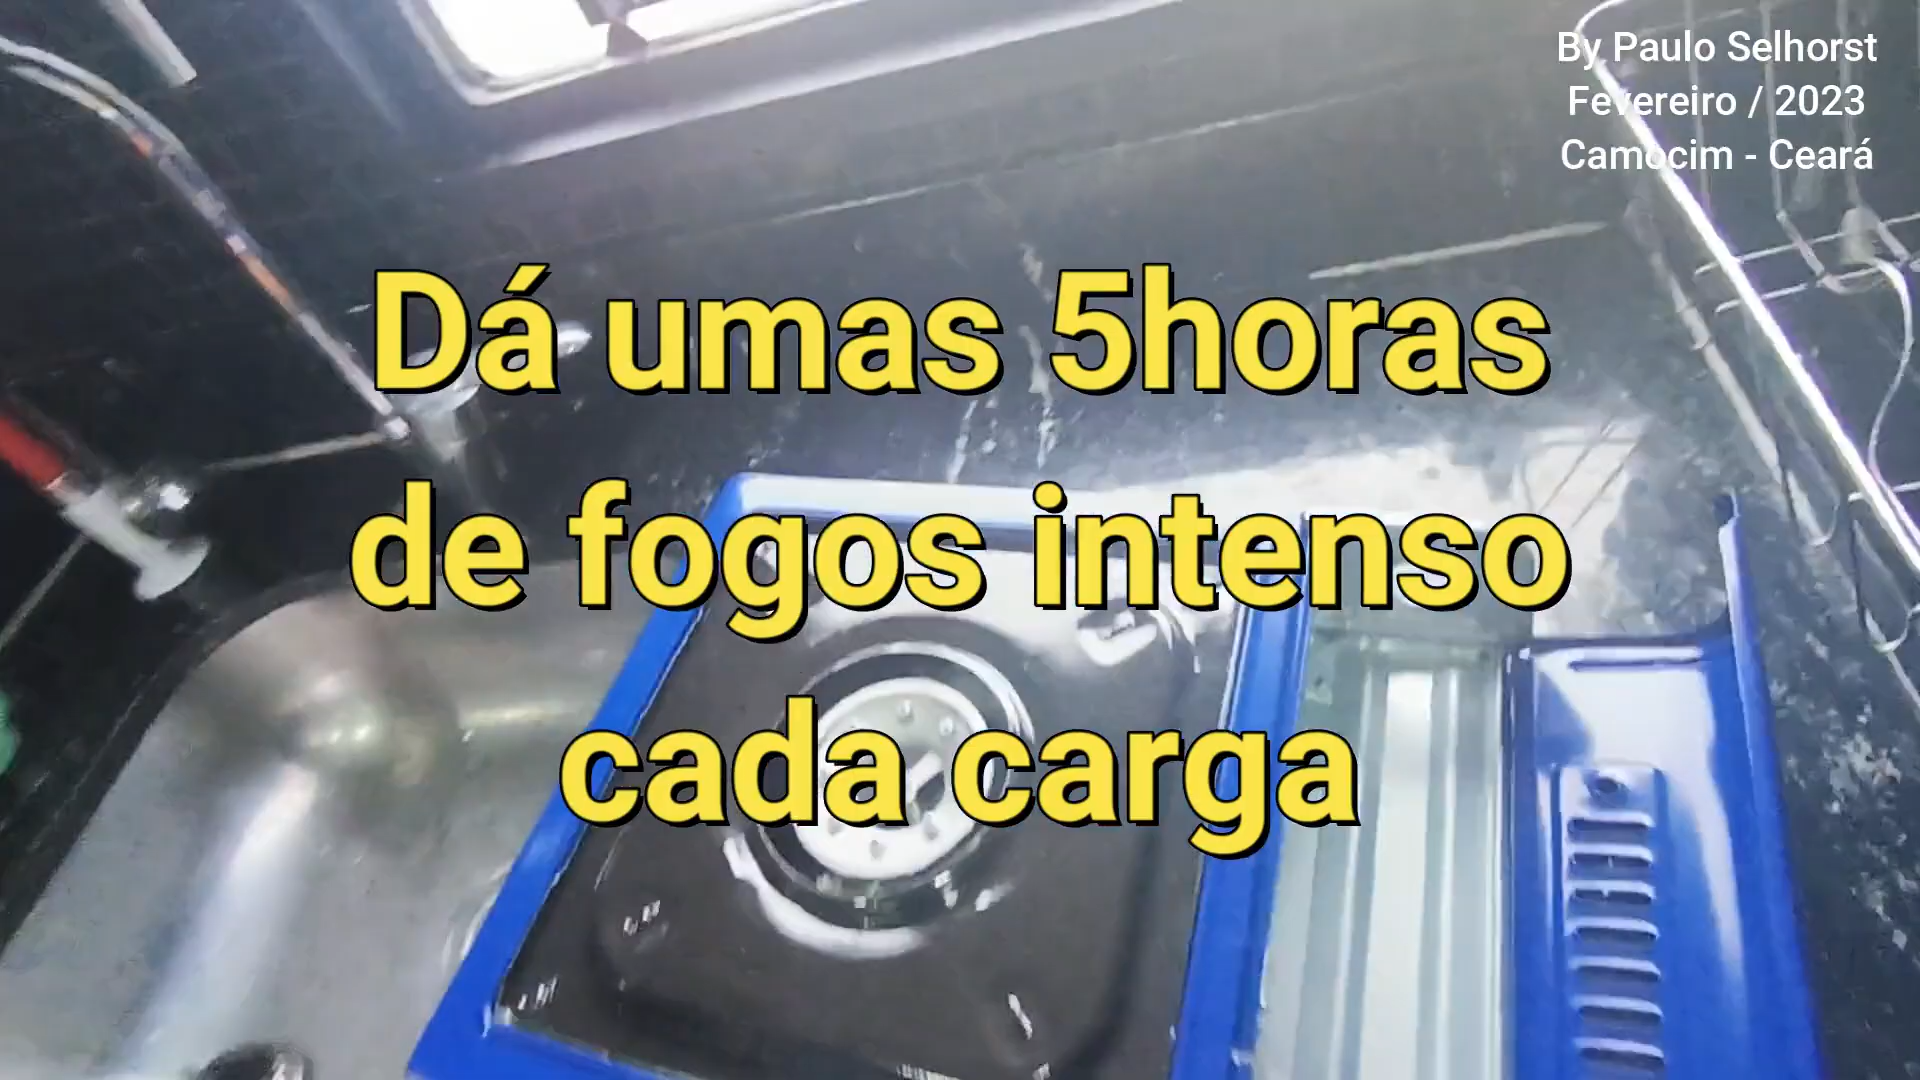 By Paulo Selhorst
Fevereiro / 2023
Camocim - Ceará
Dá umas 5horas
de fogos intenso
cada carga